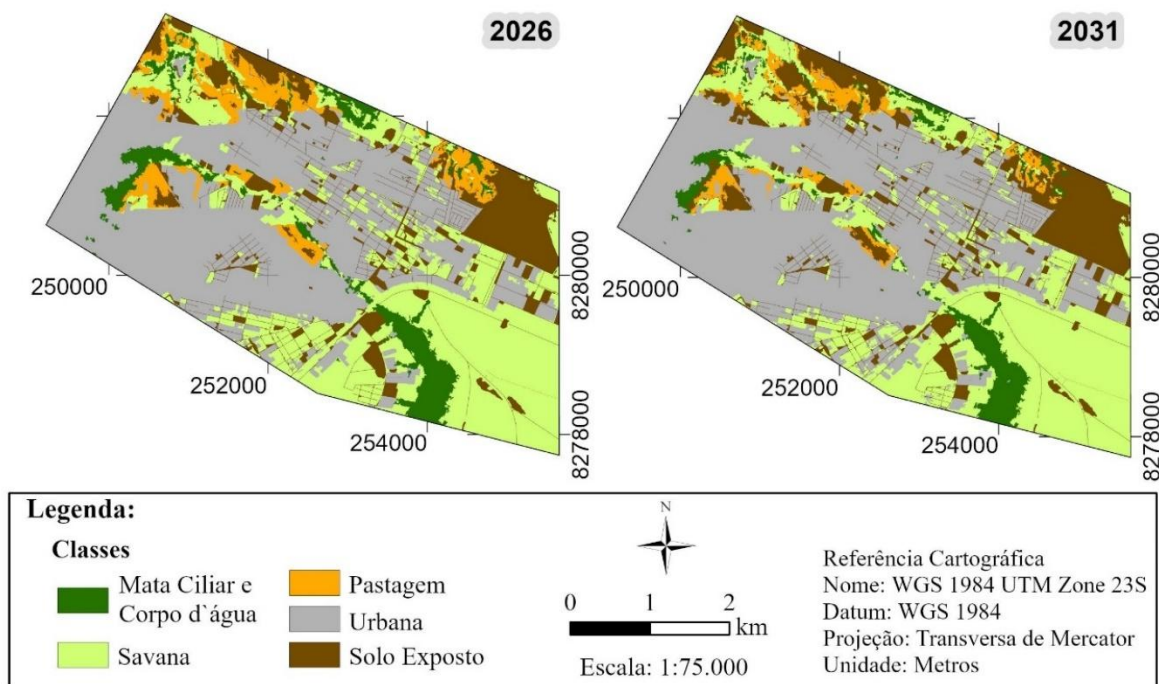 2026
2031
250000
252000
254000
8280000
8278000
250000
252000
254000
8280000
8278000
Legenda:
Classes
Mata Ciliar e
Corpo d`água
Savana
Pastagem
Urbana
Solo Exposto
N
0 1 2
km
Escala: 1:75.000
Referência Cartográfica
Nome: WGS 1984 UTM Zone 23S
Datum: WGS 1984
Projeção: Transversa de Mercator
Unidade: Metros